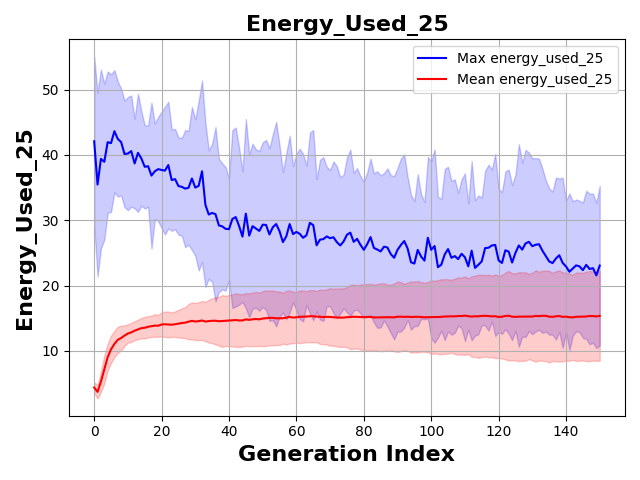 Energy_Used_25
Max energy_used_25
Mean energy_used_25
Energy_Used_25
50
40
30
20
10
0 20 40 60 80 100 120 140
Generation Index